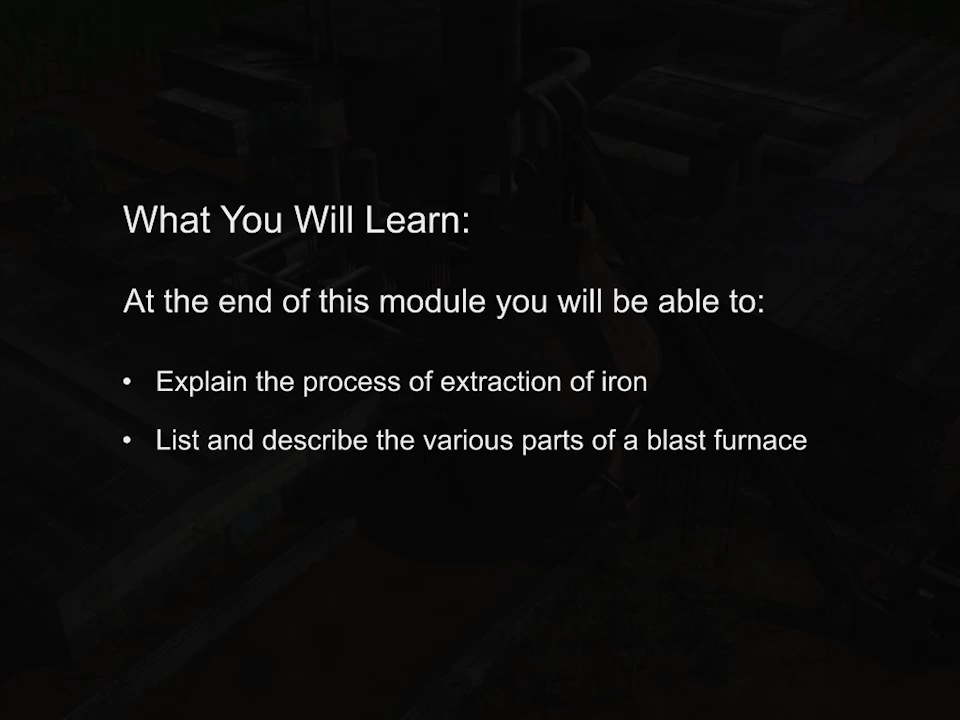 What You Will Learn:
At the end of this module you will be able to:
• Explain the process of extraction of iron
• List and describe the various parts of a blast furnace